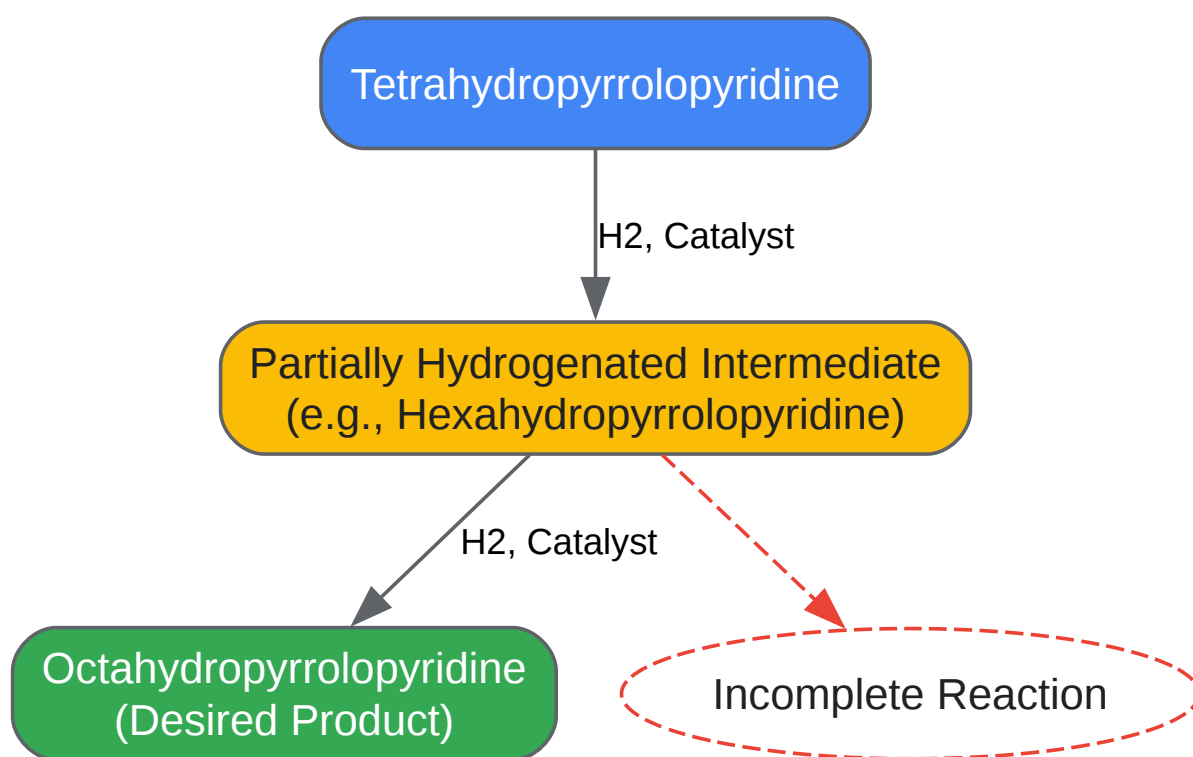 Tetrahydropyrrolopyridine
H2, Catalyst
Partially Hydrogenated Intermediate
(e.g., Hexahydropyrrolopyridine)
H2, Catalyst
Octahydropyrrolopyridine
(Desired Product)
Incomplete Reaction